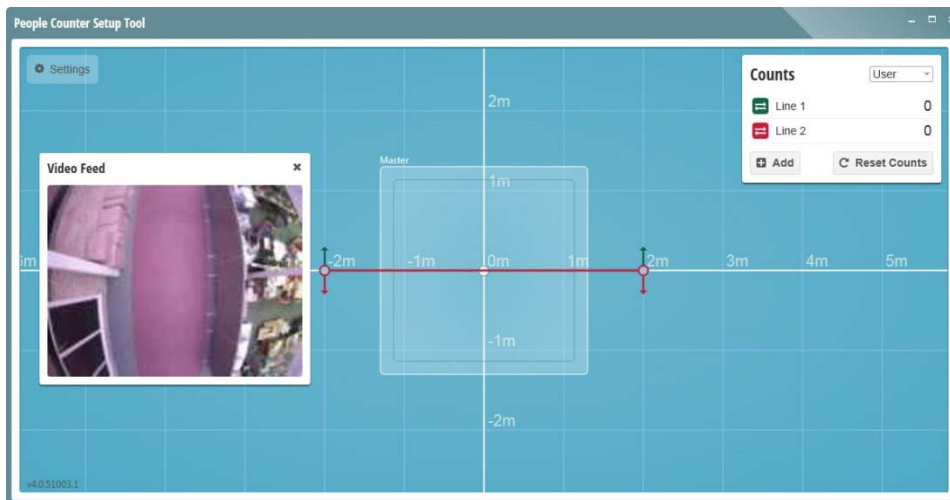 People Counter Setup Tool
Settings
Counts
User
Line 1 0
Line 2 0
Add Reset Counts
Video Feed
Master
2m
1m
-2m -1m 0m 1m 2m 3m 4m 5m
-1m
-2m
v4.0.51003.1